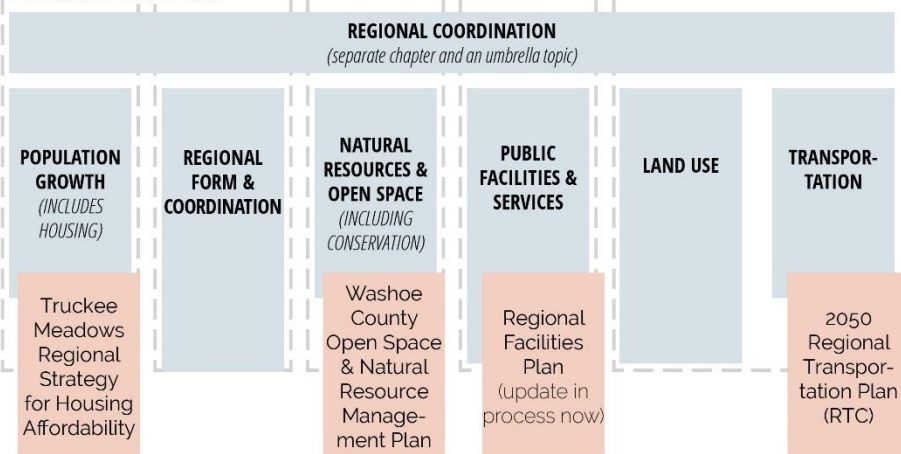 REGIONAL COORDINATION
(separate chapter and an umbrella topic)
POPULATION
GROWTH
(INCLUDES
HOUSING)
REGIONAL
FORM &
COORDINATION
NATURAL
RESOURCES &
OPEN SPACE
(INCLUDING
CONSERVATION)
PUBLIC
FACILITIES &
SERVICES
LAND USE
TRANSPOR-
TATION
Truckee
Meadows
Regional
Strategy
for Housing
Affordability
Washoe
County
Open Space
& Natural
Resource
Manage-
ment Plan
Regional
Facilities
Plan
(update in
process now)
2050
Regional
Transpor-
tation Plan
(RTC)